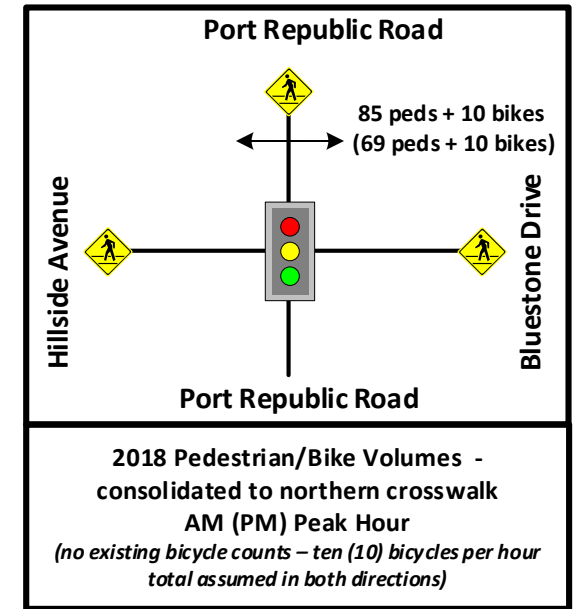 Port Republic Road
85 peds + 10 bikes
(69 peds + 10 bikes)
Hillside Avenue
Bluestone Drive
Port Republic Road
2018 Pedestrian/Bike Volumes -
consolidated to northern crosswalk
AM (PM) Peak Hour
(no existing bicycle counts – ten (10) bicycles per hour
total assumed in both directions)